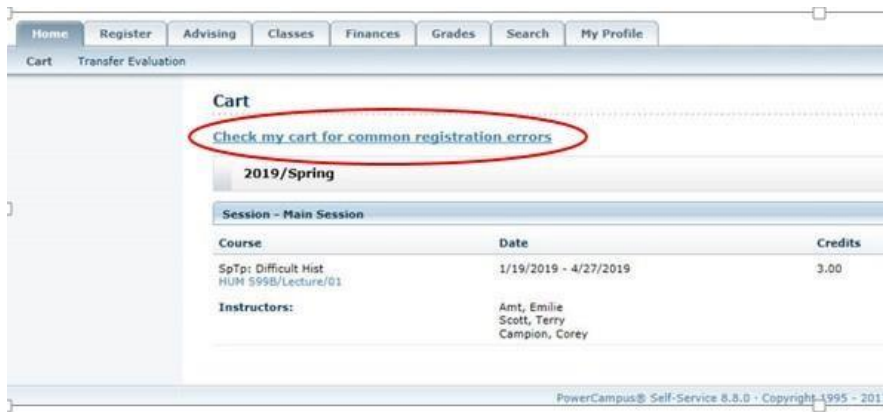 Home Register Advising Classes Finances Grades Search My Profile
Cart Transfer Evaluation
Cart
Check my cart for common registration errors
2019/Spring
Session - Main Session
Course Date Credits
SpTp: Difficult Hist 1/19/2019 - 4/27/2019 3.00
HUM 599B/Lecture/01
Instructors: Amt, Emilie
Scott, Terry
Campion, Corey
PowerCampus® Self-Service 8.8.0 · Copyright 1995 - 201